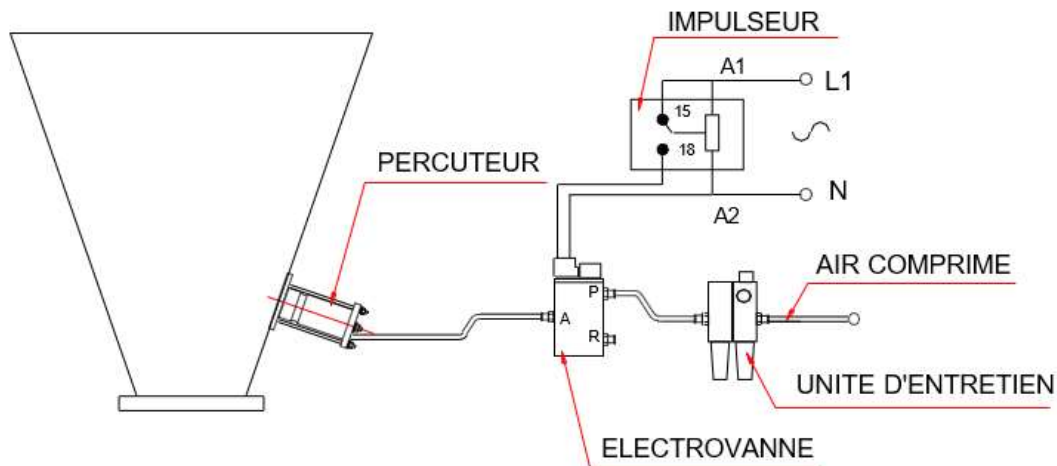 IMPULSEUR
A1
L1
15
18
PERCUTEUR
N
A2
AIR COMPRIME
P
A
R
UNITE D'ENTRETIEN
ELECTROVANNE